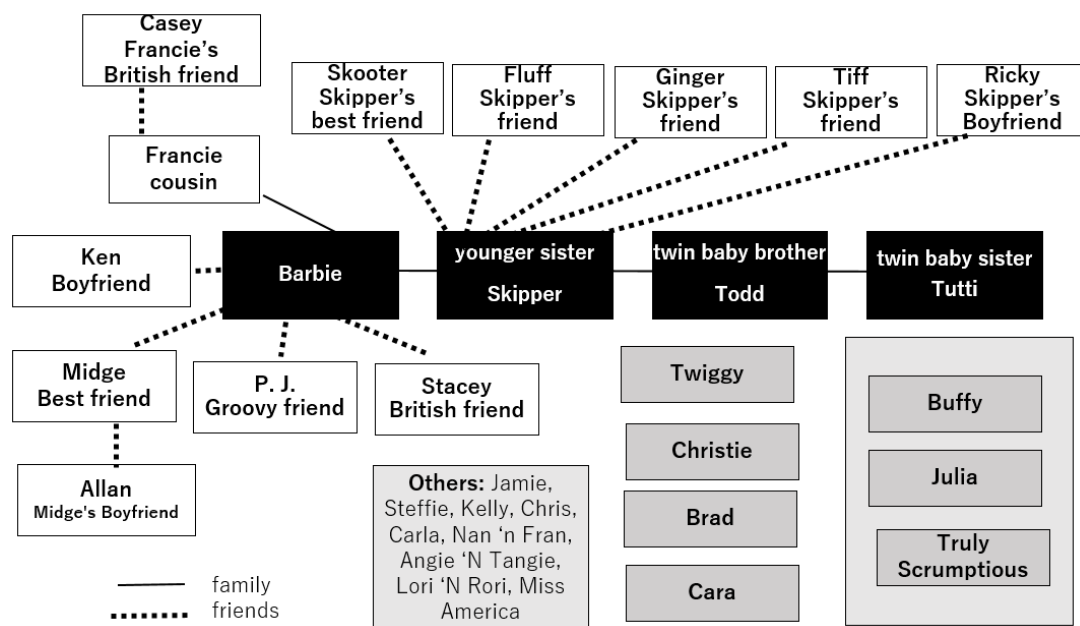 Casey
Francie's
British friend
Skooter
Skipper's
best friend
Fluff
Skipper's
friend
Ginger
Skipper's
friend
Tiff
Skipper's
friend
Ricky
Skipper's
Boyfriend
Francie
cousin
Ken
Boyfriend
Barbie
younger sister
Skipper
twin baby brother
Todd
twin baby sister
Tutti
Midge
Best friend
P. J.
Groovy friend
Stacey
British friend
Twiggy
Buffy
Christie
Julia
Allan
Midge's Boyfriend
Others: Jamie,
Steffie, Kelly, Chris,
Carla, Nan ‘n Fran,
Angie ‘N Tangie,
Lori ‘N Rori, Miss
America
Brad
Truly
Scrumptious
Cara
family
friends